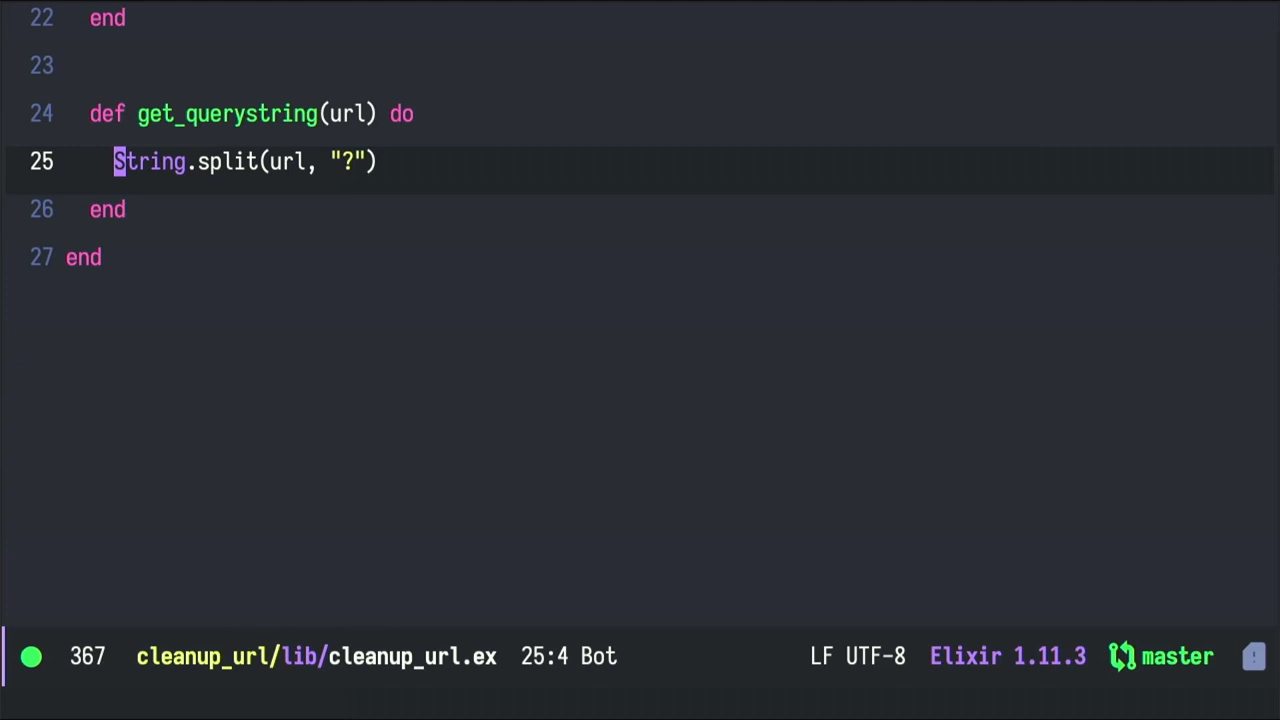 22   end
23
24   def get_querystring(url) do
25     String.split(url, "?")
26   end
27 end
367 cleanup_url/lib/cleanup_url.ex 25:4 Bot LF UTF-8 Elixir 1.11.3 master